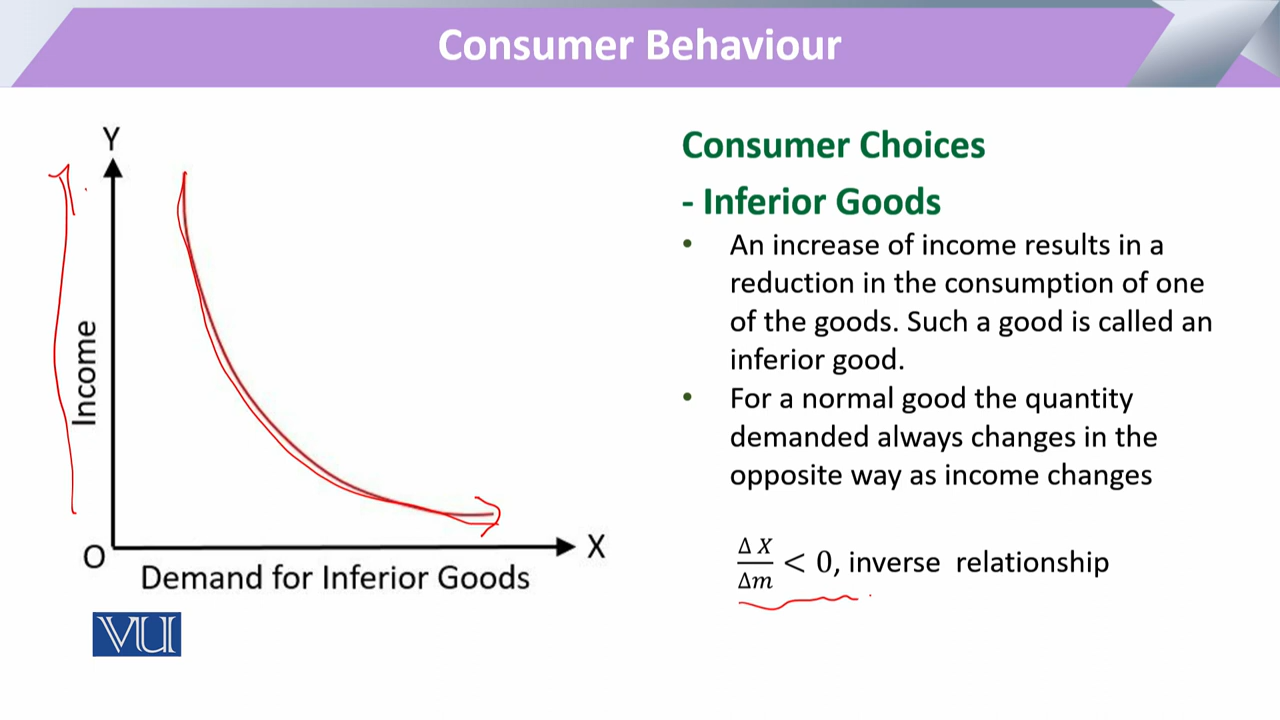 Consumer Behaviour
Y
Income
O
X
Demand for Inferior Goods
VU
Consumer Choices
- Inferior Goods
• An increase of income results in a
reduction in the consumption of one
of the goods. Such a good is called an
inferior good.
• For a normal good the quantity
demanded always changes in the
opposite way as income changes
Δ X / Δm < 0, inverse relationship